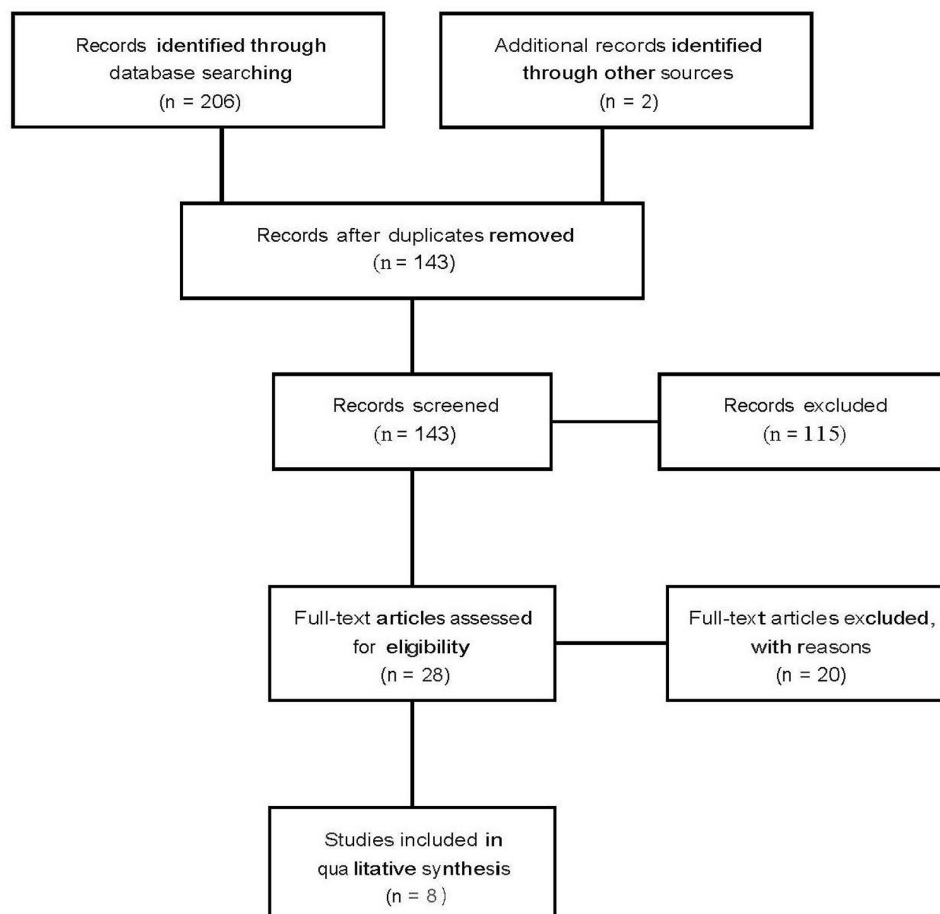 Records identified through
database searching
(n = 206)
Additional records identified
through other sources
(n = 2)
Records after duplicates removed
(n = 143)
Records screened
(n = 143)
Records excluded
(n = 115)
Full-text articles assessed
for eligibility
(n = 28)
Full-text articles excluded,
with reasons
(n = 20)
Studies included in
qua litative synthesis
(n = 8)